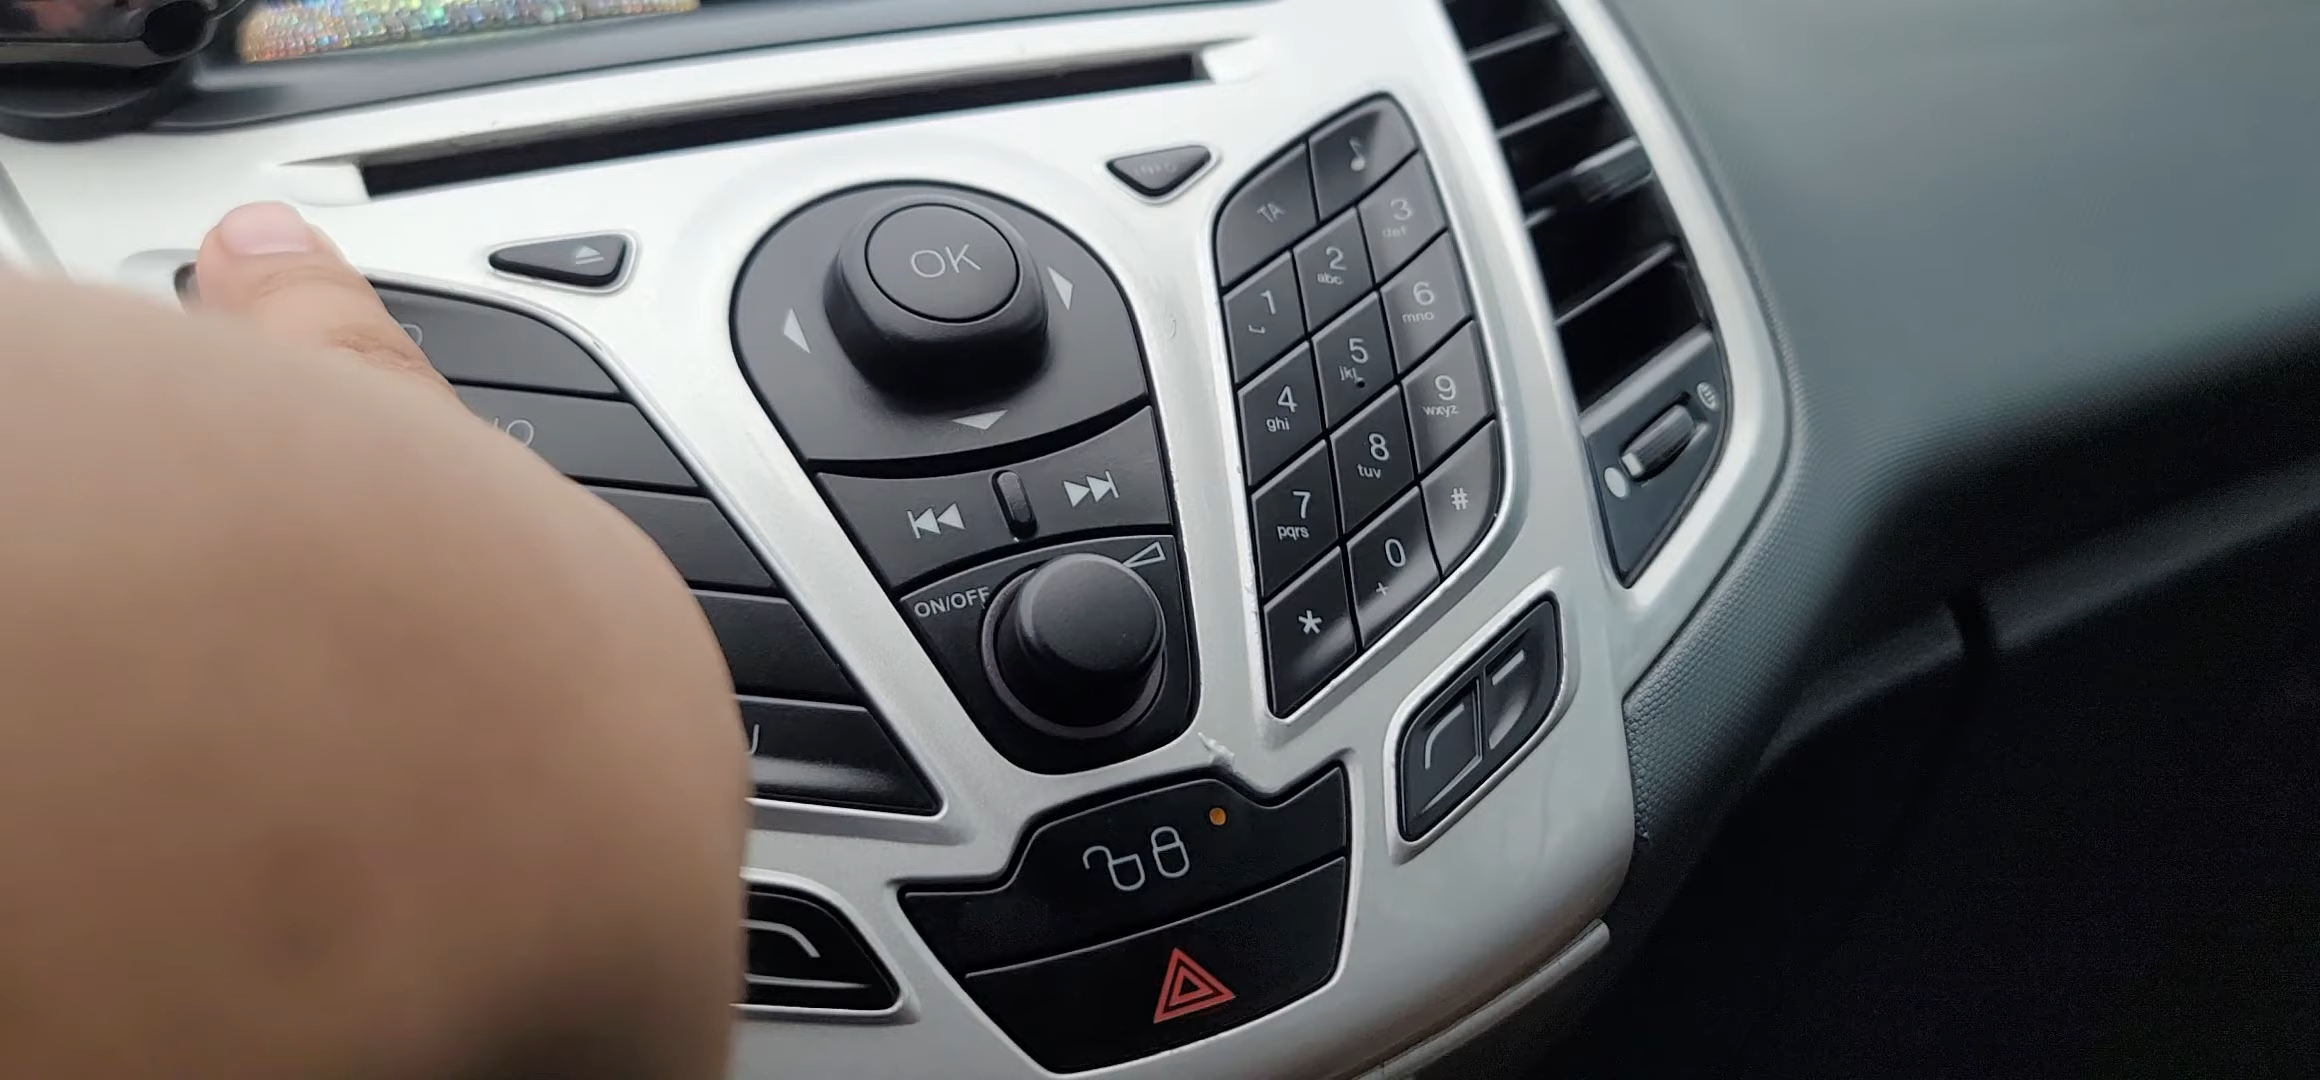 OK
TA
3
def
2
abc
1
6
mno
5
jkl
4
ghi
9
wxyz
8
tuv
7
pqrs
#
0
+
*
ON/OFF